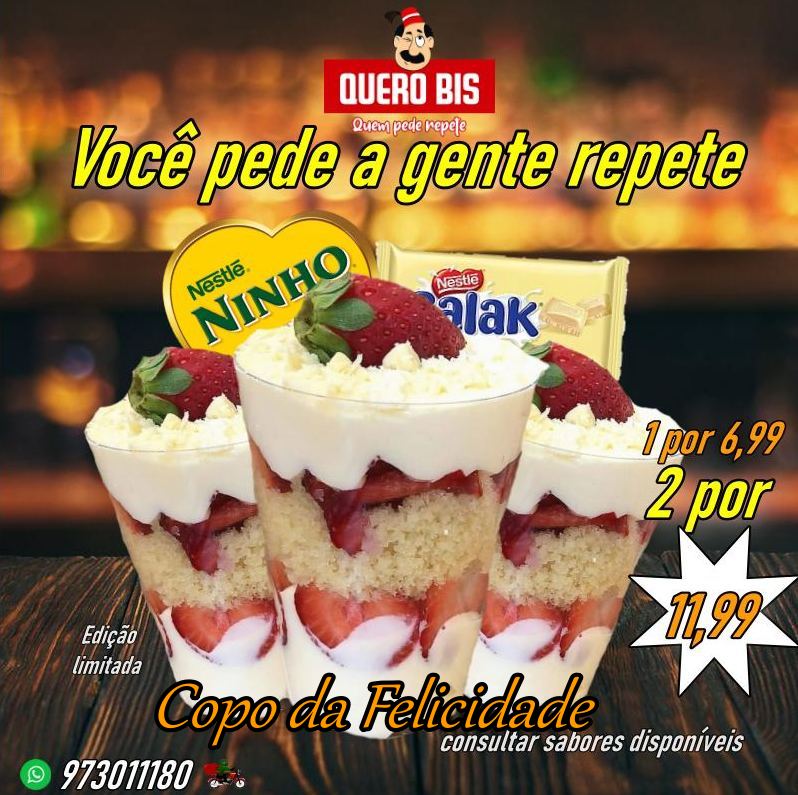 QUERO BIS
Quem pede repete
Você pede a gente repete
Nestlé
NINHO
Nestlé
Galak
1 por 6,99
2 por
11,99
Edição
limitada
Copo da Felicidade
consultar sabores disponíveis
973011180